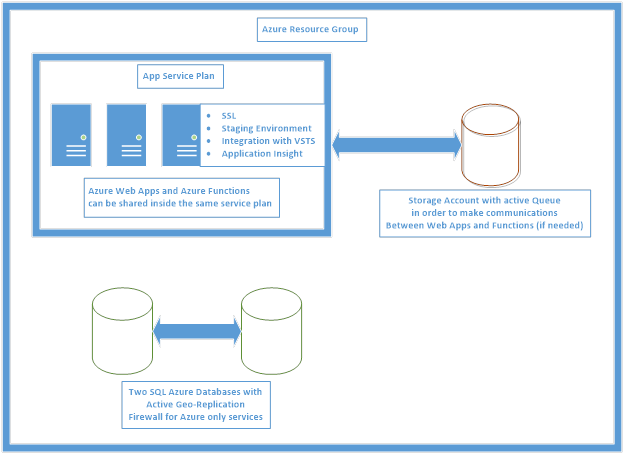 Azure Resource Group
App Service Plan
SSL
Staging Environment
Integration with VSTS
Application Insight
Azure Web Apps and Azure Functions
can be shared inside the same service plan
Storage Account with active Queue
in order to make communications
Between Web Apps and Functions (if needed)
Two SQL Azure Databases with
Active Geo-Replication
Firewall for Azure only services